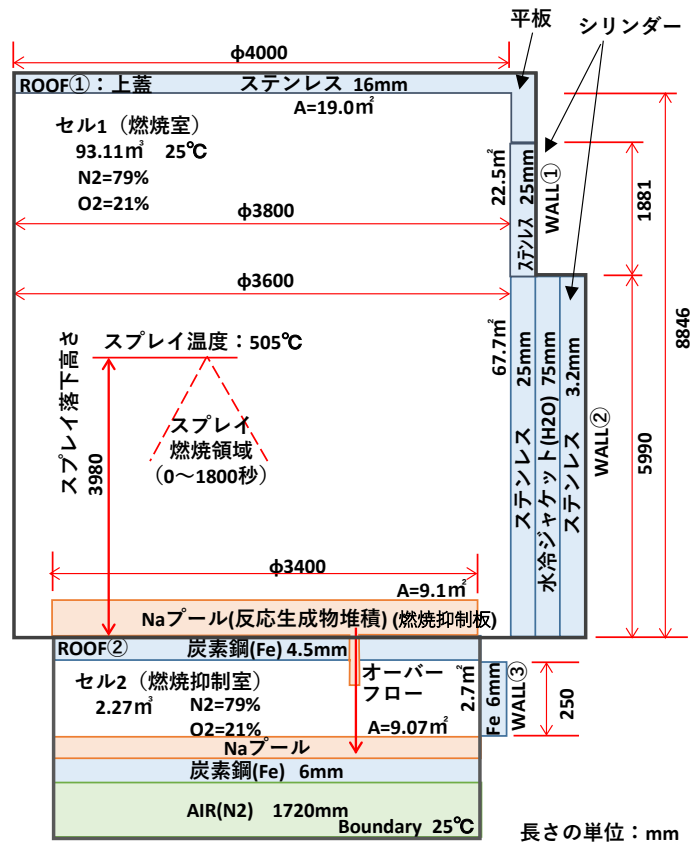 平板
シリンダー
φ4000
ROOF①：上蓋
ステンレス 16mm
A=19.0㎡
セル1（燃焼室）
93.11㎥ 25℃
N2=79%
O2=21%
22.5㎡
ステンレス 25mm
WALL①
1881
φ3800
φ3600
8846
スプレイ温度：505℃
スプレイ落下高さ
3980
スプレイ
燃焼領域
（0～1800秒）
67.7㎡
ステンレス 25mm
水冷ジャケット(H2O) 75mm
ステンレス 3.2mm
WALL②
5990
φ3400
A=9.1㎡
Naプール(反応生成物堆積) (燃焼抑制板)
ROOF②
炭素鋼(Fe) 4.5mm
セル2（燃焼抑制室）
2.27㎥
N2=79%
O2=21%
オーバー
フロー
A=9.07㎡
2.7㎡
Fe 6mm
WALL③
250
Naプール
炭素鋼(Fe) 6mm
AIR(N2) 1720mm
Boundary 25℃
長さの単位：mm